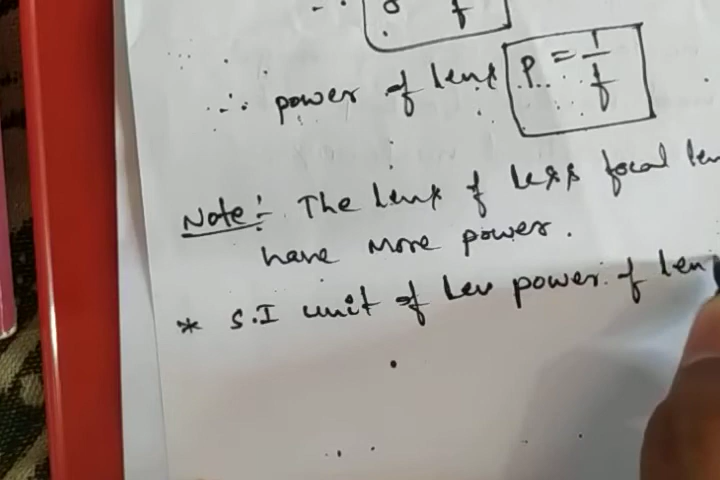 ∴ power of lens P = 1/f
Note:- The lens of less focal len
have more power.
* S.I unit of Len power of len